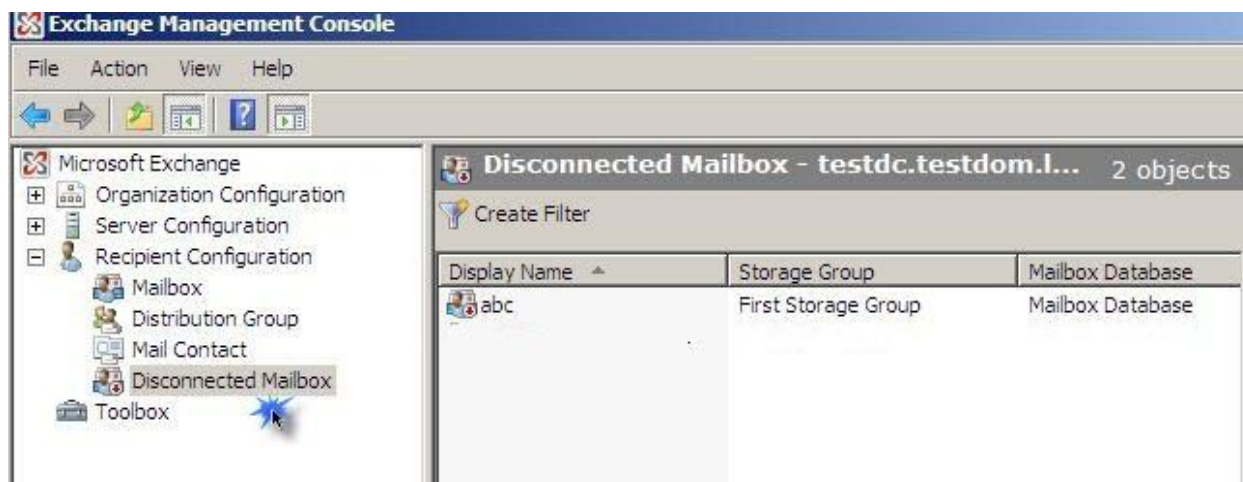 Exchange Management Console
File Action View Help
Microsoft Exchange
Organization Configuration
Server Configuration
Recipient Configuration
Mailbox
Distribution Group
Mail Contact
Disconnected Mailbox
Toolbox
Disconnected Mailbox - testdc.testdom.l... 2 objects
Create Filter
Display Name Storage Group Mailbox Database
abc First Storage Group Mailbox Database